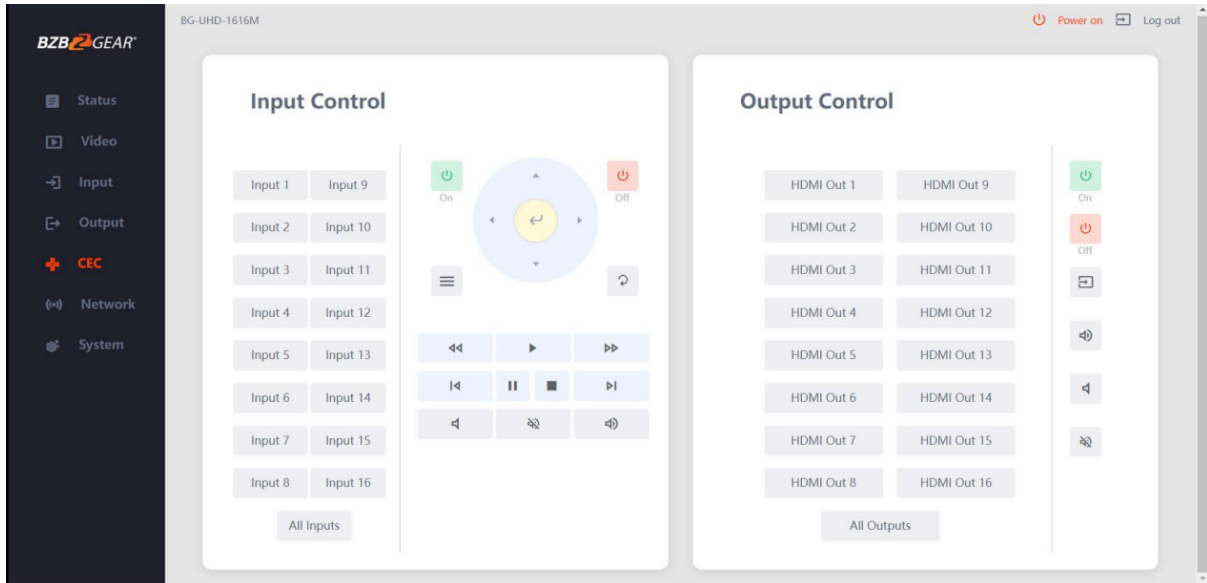 BG-UHD-1616M
Power on
Log out
BZBGEAR®
Status
Video
Input
Output
CEC
Network
System
Input Control
Input 1 Input 9
Input 2 Input 10
Input 3 Input 11
Input 4 Input 12
Input 5 Input 13
Input 6 Input 14
Input 7 Input 15
Input 8 Input 16
All Inputs
On
Off
Output Control
HDMI Out 1 HDMI Out 9
HDMI Out 2 HDMI Out 10
HDMI Out 3 HDMI Out 11
HDMI Out 4 HDMI Out 12
HDMI Out 5 HDMI Out 13
HDMI Out 6 HDMI Out 14
HDMI Out 7 HDMI Out 15
HDMI Out 8 HDMI Out 16
All Outputs
On
Off